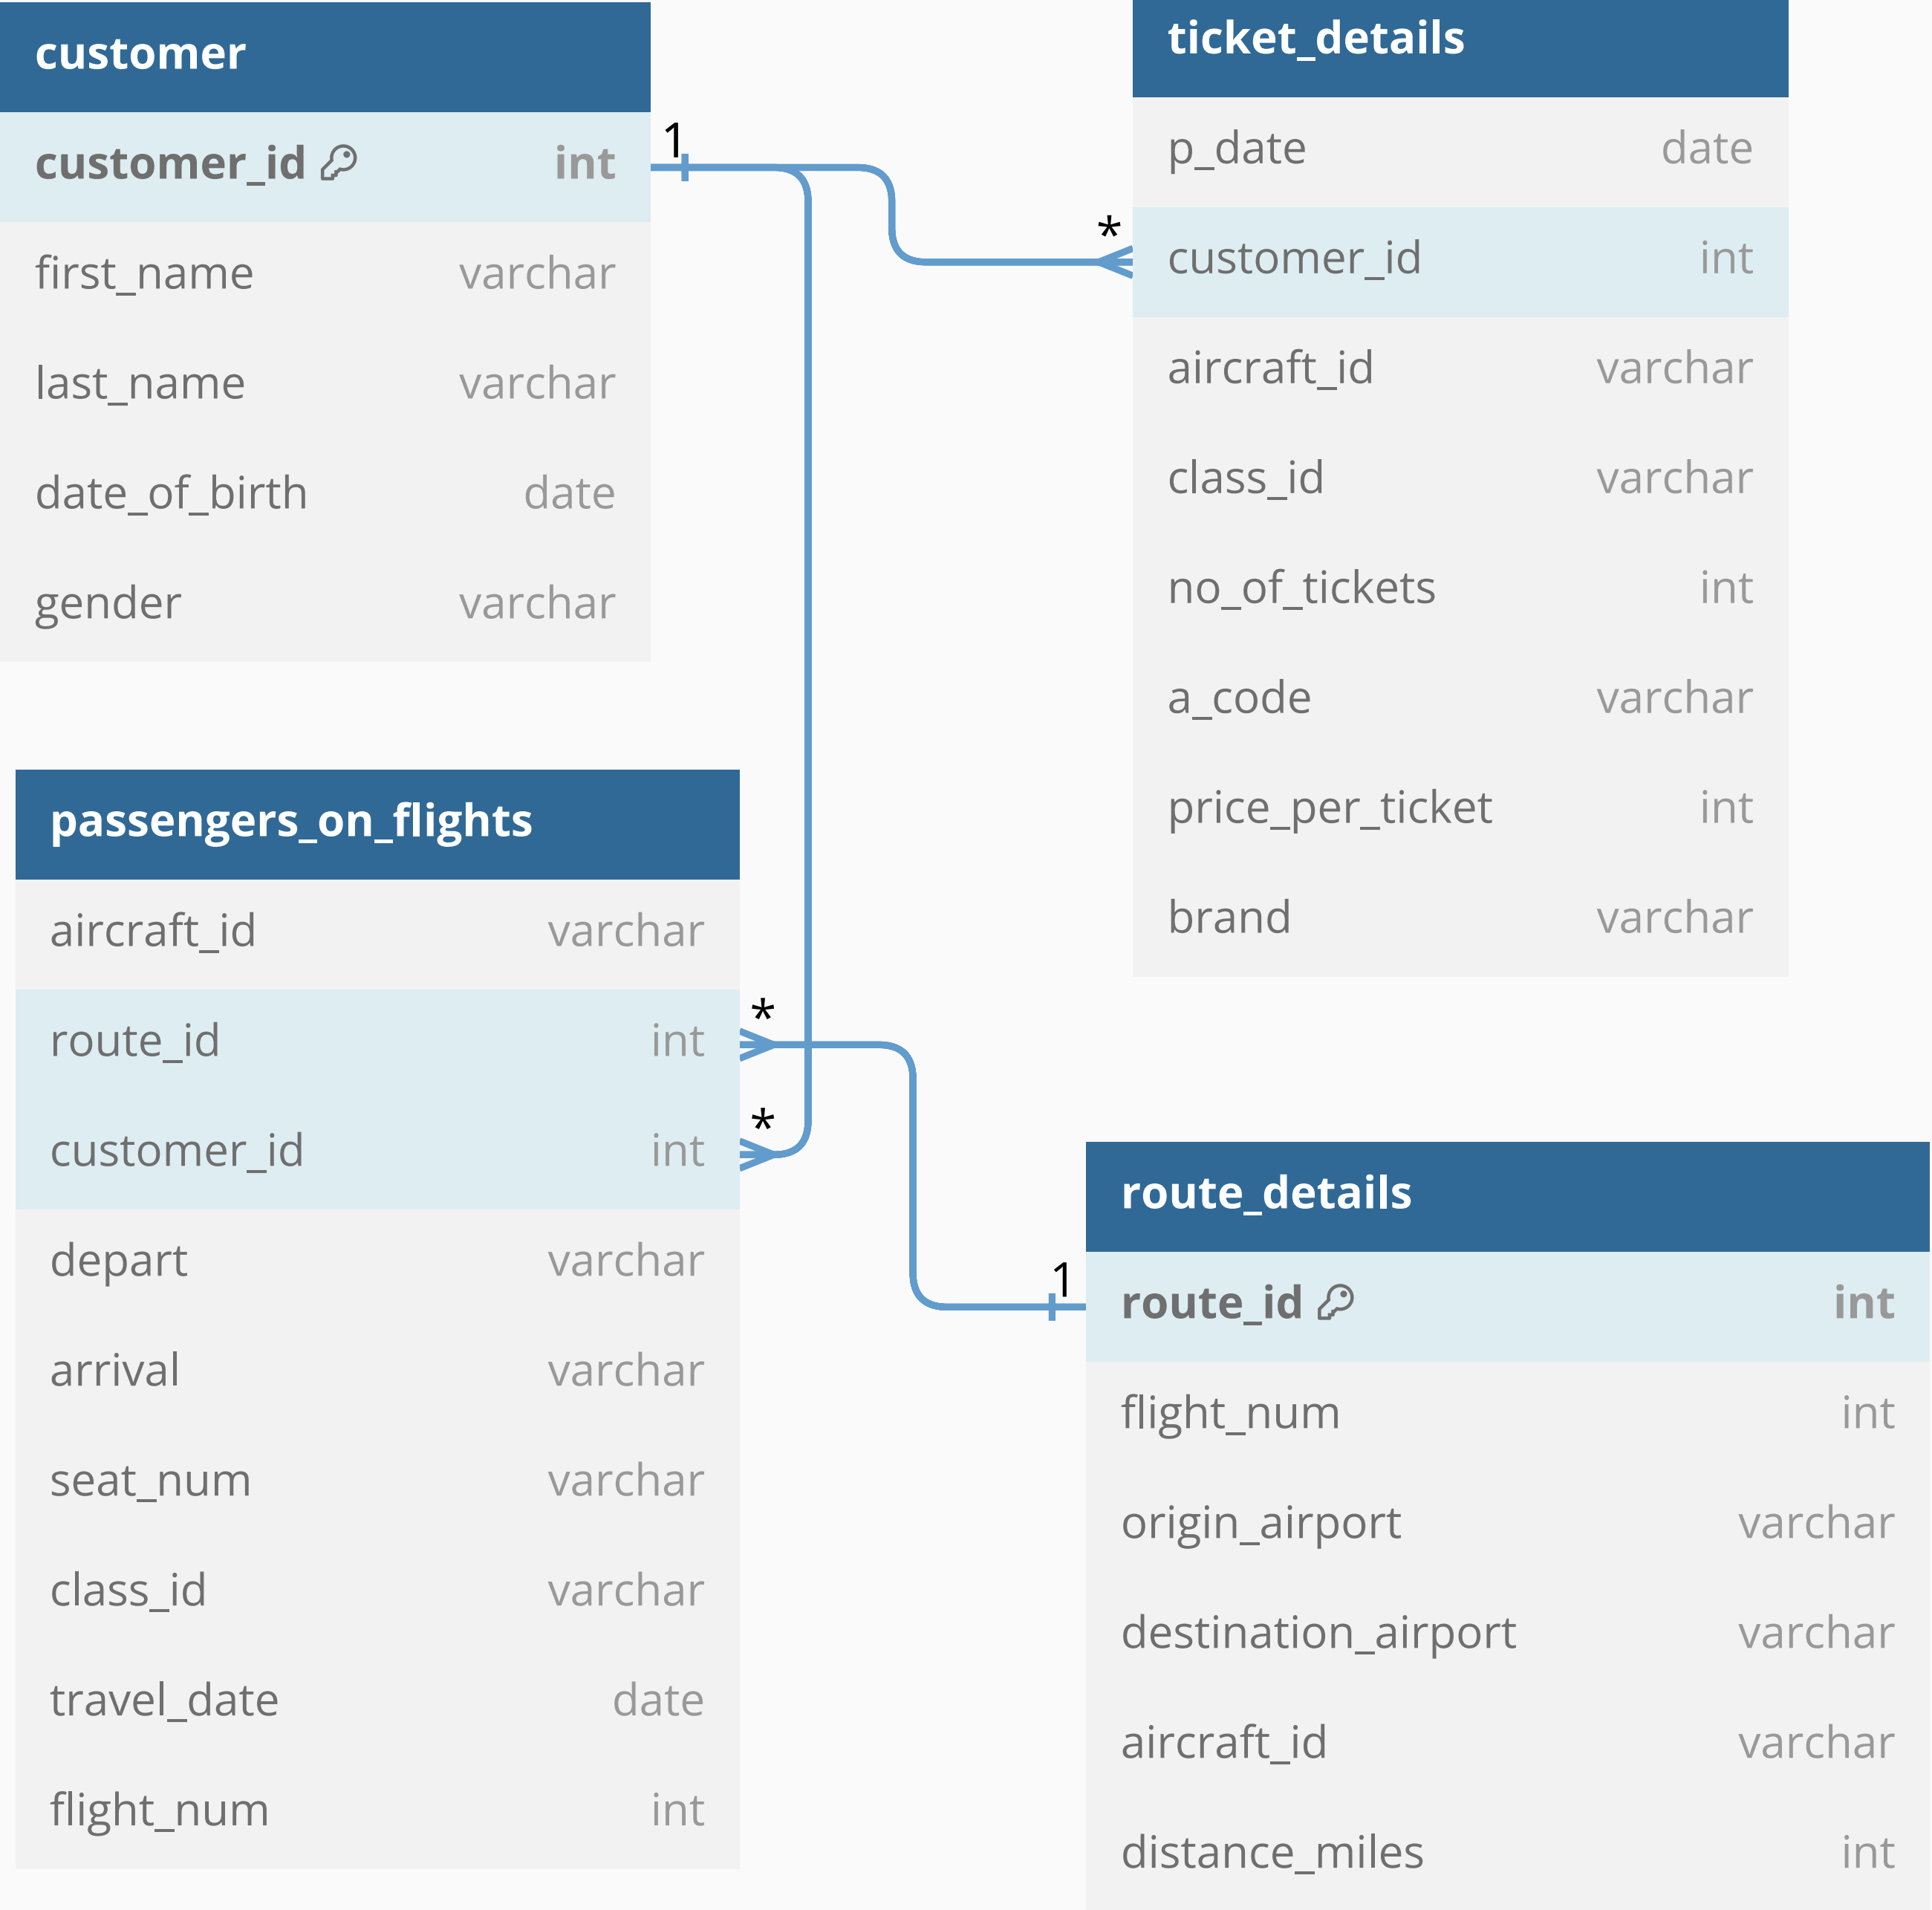 customer
customer_id int
first_name varchar
last_name varchar
date_of_birth date
gender varchar
1
*
ticket_details
p_date date
customer_id int
aircraft_id varchar
class_id varchar
no_of_tickets int
a_code varchar
price_per_ticket int
brand varchar
passengers_on_flights
aircraft_id varchar
route_id int
customer_id int
depart varchar
arrival varchar
seat_num varchar
class_id varchar
travel_date date
flight_num int
*
*
1
route_details
route_id int
flight_num int
origin_airport varchar
destination_airport varchar
aircraft_id varchar
distance_miles int